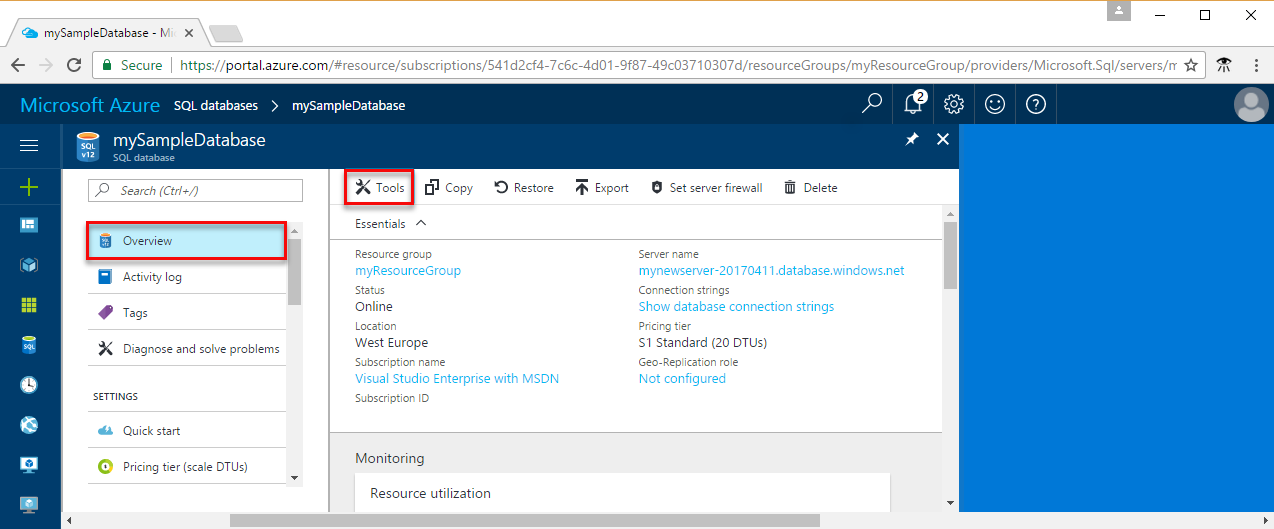 mySampleDatabase - Mi
Secure
https://portal.azure.com/#resource/subscriptions/541d2cf4-7c6c-4d01-9f87-49c03710307d/resourceGroups/myResourceGroup/providers/Microsoft.Sql/servers/m
Microsoft Azure SQL databases > mySampleDatabase
2
SQL v12
mySampleDatabase
SQL database
Search (Ctrl+/)
Overview
Activity log
Tags
Diagnose and solve problems
SETTINGS
Quick start
Pricing tier (scale DTUs)
Tools Copy Restore Export Set server firewall Delete
Essentials
Resource group
myResourceGroup
Status
Online
Location
West Europe
Subscription name
Visual Studio Enterprise with MSDN
Subscription ID
Server name
mynewserver-20170411.database.windows.net
Connection strings
Show database connection strings
Pricing tier
S1 Standard (20 DTUs)
Geo-Replication role
Not configured
Monitoring
Resource utilization
SQL